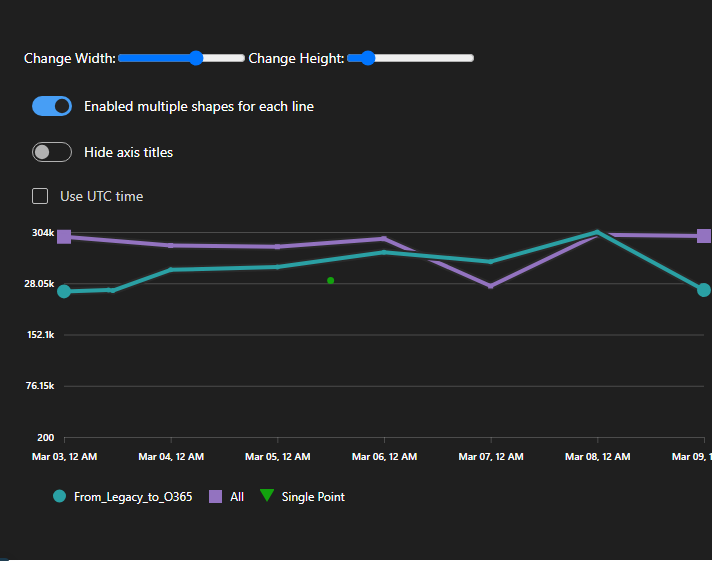 Change Width: Change Height:
Enabled multiple shapes for each line
Hide axis titles
Use UTC time
304k
28.05k
152.1k
76.15k
200
Mar 03, 12 AM Mar 04, 12 AM Mar 05, 12 AM Mar 06, 12 AM Mar 07, 12 AM Mar 08, 12 AM Mar 09, 1
From_Legacy_to_O365 All Single Point